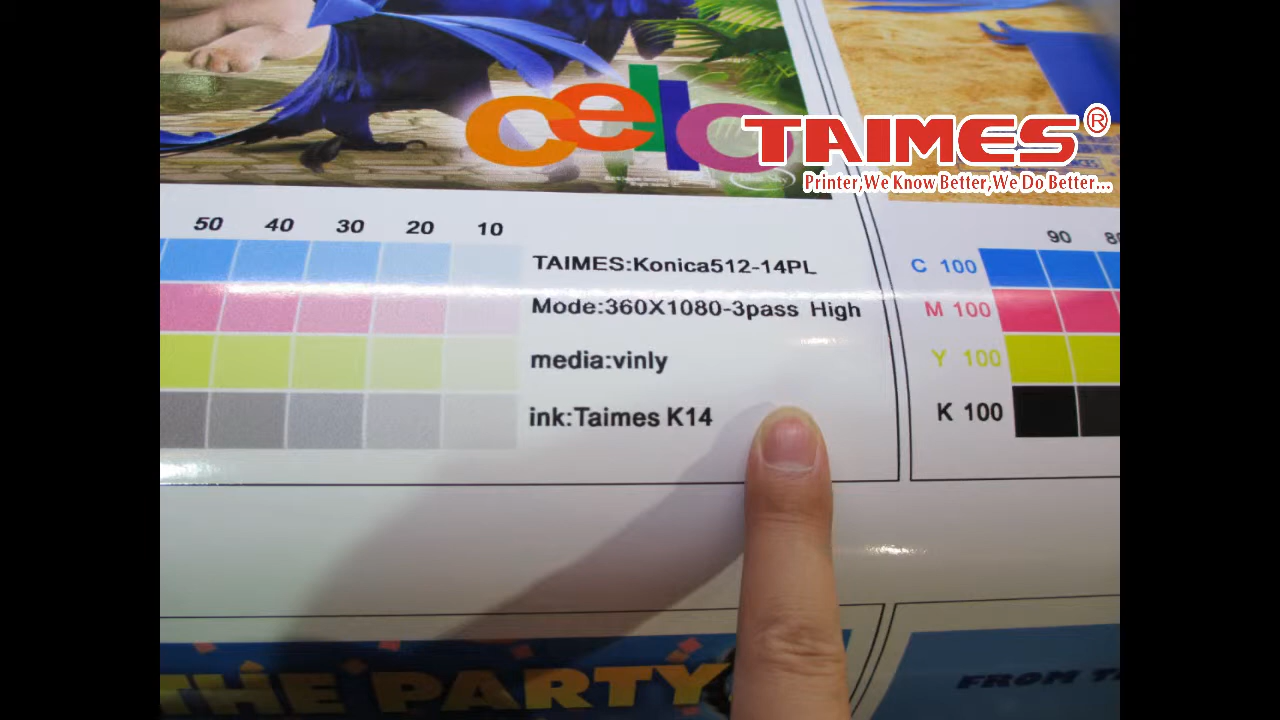 celo
TAIMES®
Printer,We Know Better,We Do Better...
50 40 30 20 10
TAIMES:Konica512-14PL
Mode:360X1080-3pass High
media:vinly
ink:Taimes K14
90
C 100
M 100
Y 100
K 100
THE PARTY
FROM